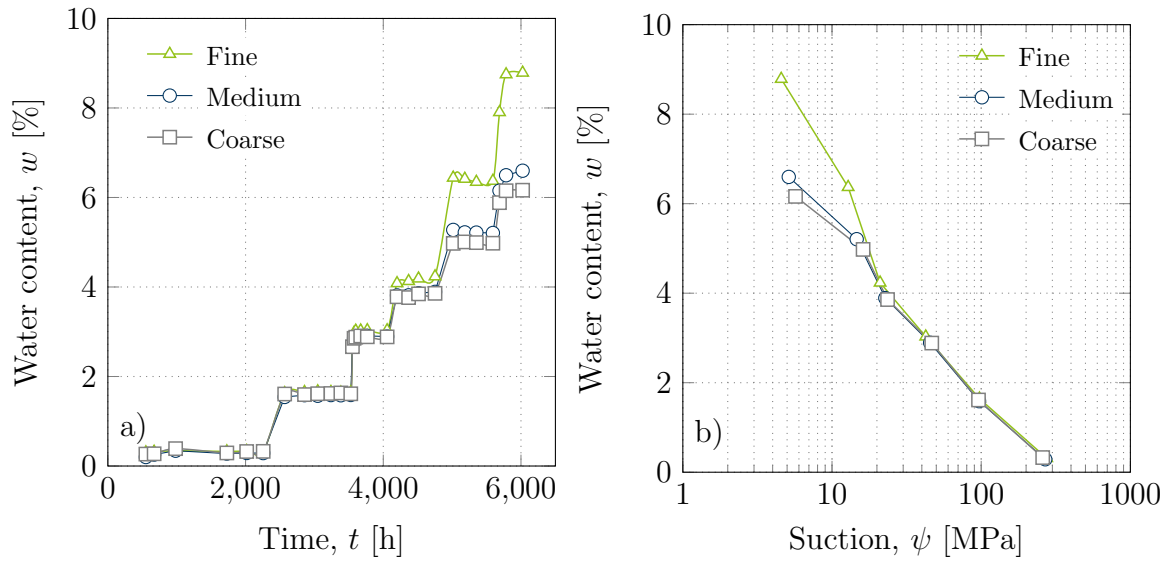 10
8
6
4
2
0
Water content, w [%]
Fine
Medium
Coarse
a)
0
2,000
4,000
6,000
Time, t [h]
10
8
6
4
2
0
Water content, w [%]
Fine
Medium
Coarse
b)
1
10
100
1000
Suction, ψ [MPa]